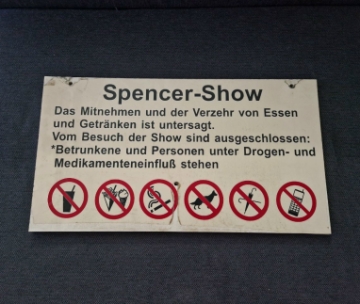 Spencer-Show
Das Mitnehmen und der Verzehr von Essen
und Getränken ist untersagt.
Vom Besuch der Show sind ausgeschlossen:
*Betrunkene und Personen unter Drogen- und
Medikamenteneinfluß stehen